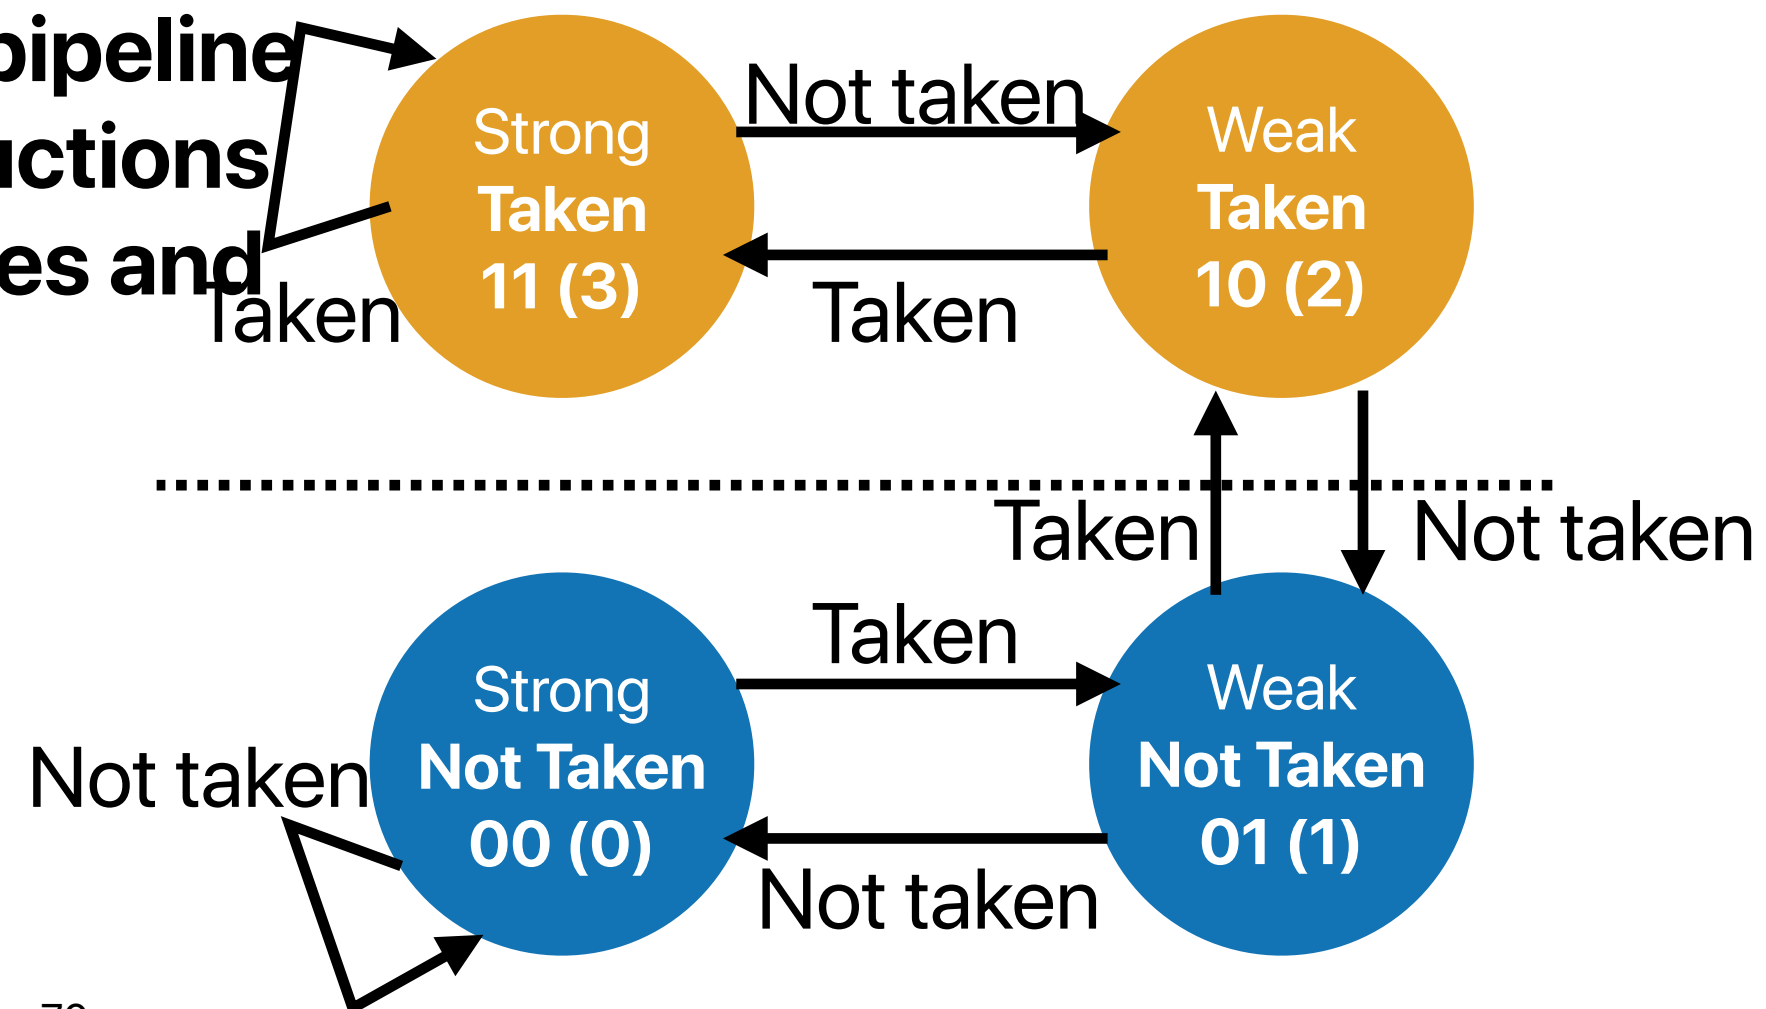 pipeline
uctions
es and
Taken
Strong
Taken
11 (3)
Not taken
Taken
Weak
Taken
10 (2)
Taken
Not taken
Strong
Not Taken
00 (0)
Not taken
Taken
Not taken
Weak
Not Taken
01 (1)